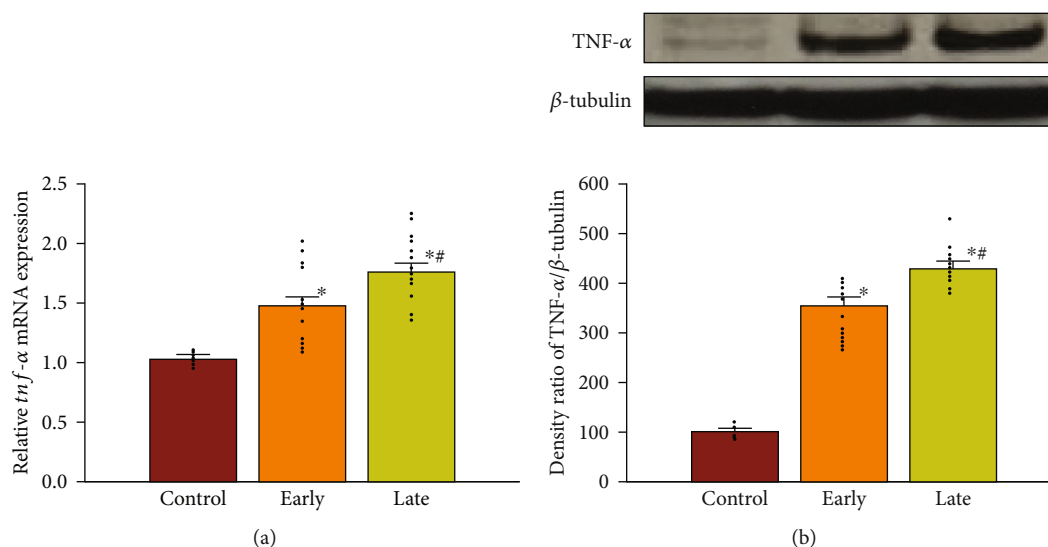 TNF-α
β-tubulin
Relative tnf-α mRNA expression
2.5
2.0
1.5
1.0
0.5
0.0
*
*#
Control
Early
Late
(a)
Density ratio of TNF-α/β-tubulin
600
500
400
300
200
100
0
*
*#
Control
Early
Late
(b)